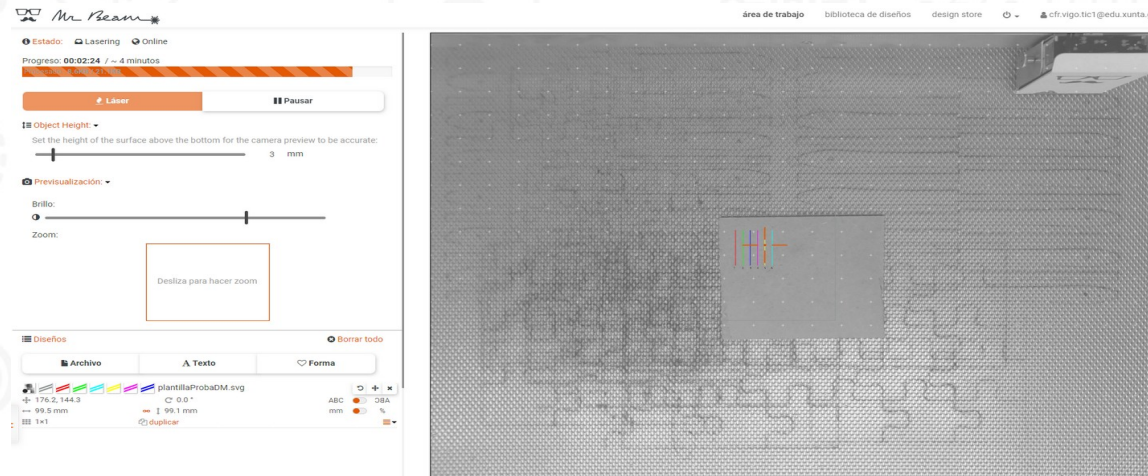 Mr Beam
área de trabajo biblioteca de diseños design store cfr.vigo.tic1@edu.xunta.
Estado: Lasering Online
Progreso: 00:02:24 / ~ 4 minutos
Láser Pausar
Object Height:
Set the height of the surface above the bottom for the camera preview to be accurate:
3 mm
Previsualización:
Brillo:
Zoom:
Desliza para hacer zoom
Diseños Borrar todo
Archivo A Texto Forma
plantillaProbaDM.svg
176.2, 144.3 0.0 ° ABC
99.5 mm 99.1 mm mm %
1×1 duplicar